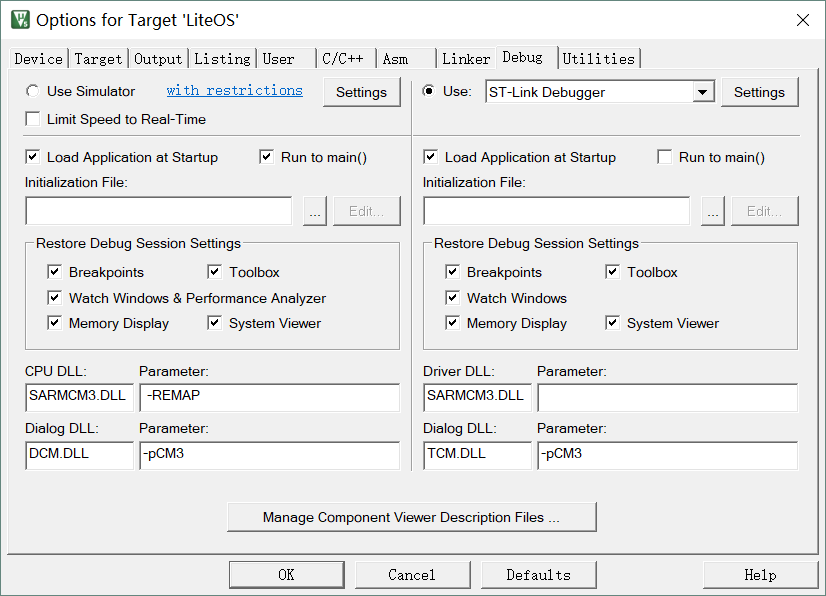 Options for Target 'LiteOS'
Device Target Output Listing User C/C++ Asm Linker Debug Utilities
Use Simulator with restrictions Settings Use: ST-Link Debugger Settings
Limit Speed to Real-Time
Load Application at Startup Run to main() Load Application at Startup Run to main()
Initialization File: Initialization File:
... Edit... ... Edit...
Restore Debug Session Settings Restore Debug Session Settings
Breakpoints Toolbox Breakpoints Toolbox
Watch Windows & Performance Analyzer Watch Windows
Memory Display System Viewer Memory Display System Viewer
CPU DLL: Parameter: Driver DLL: Parameter:
SARMCM3.DLL -REMAP SARMCM3.DLL
Dialog DLL: Parameter: Dialog DLL: Parameter:
DCM.DLL -pCM3 TCM.DLL -pCM3
Manage Component Viewer Description Files ...
OK Cancel Defaults Help